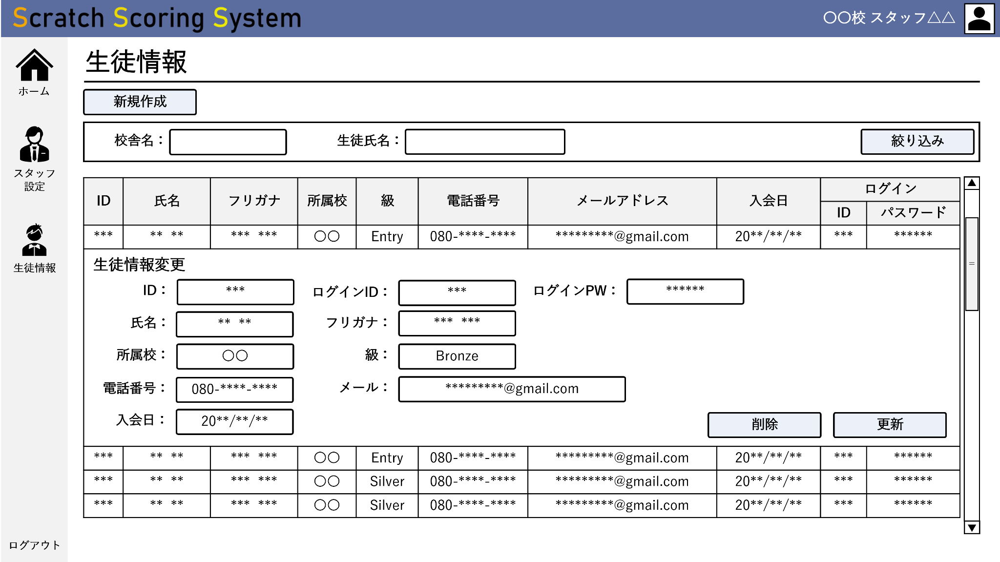 Scratch Scoring System
〇〇校 スタッフ△△
ホーム
スタッフ
設定
生徒情報
ログアウト
生徒情報
新規作成
校舎名： 生徒氏名： 絞り込み
ID 氏名 フリガナ 所属校 級 電話番号 メールアドレス 入会日 ログイン
ID パスワード
*** ** ** *** *** 〇〇 Entry 080-****-**** *********@gmail.com 20**/**/** *** ******
生徒情報変更
ID： *** ログインID： *** ログインPW： ******
氏名： ** ** フリガナ： *** ***
所属校： 〇〇 級： Bronze
電話番号： 080-****-**** メール： *********@gmail.com
入会日： 20**/**/**
削除 更新
*** ** ** *** *** 〇〇 Entry 080-****-**** *********@gmail.com 20**/**/** *** ******
*** ** ** *** *** 〇〇 Silver 080-****-**** *********@gmail.com 20**/**/** *** ******
*** ** ** *** *** 〇〇 Silver 080-****-**** *********@gmail.com 20**/**/** *** ******